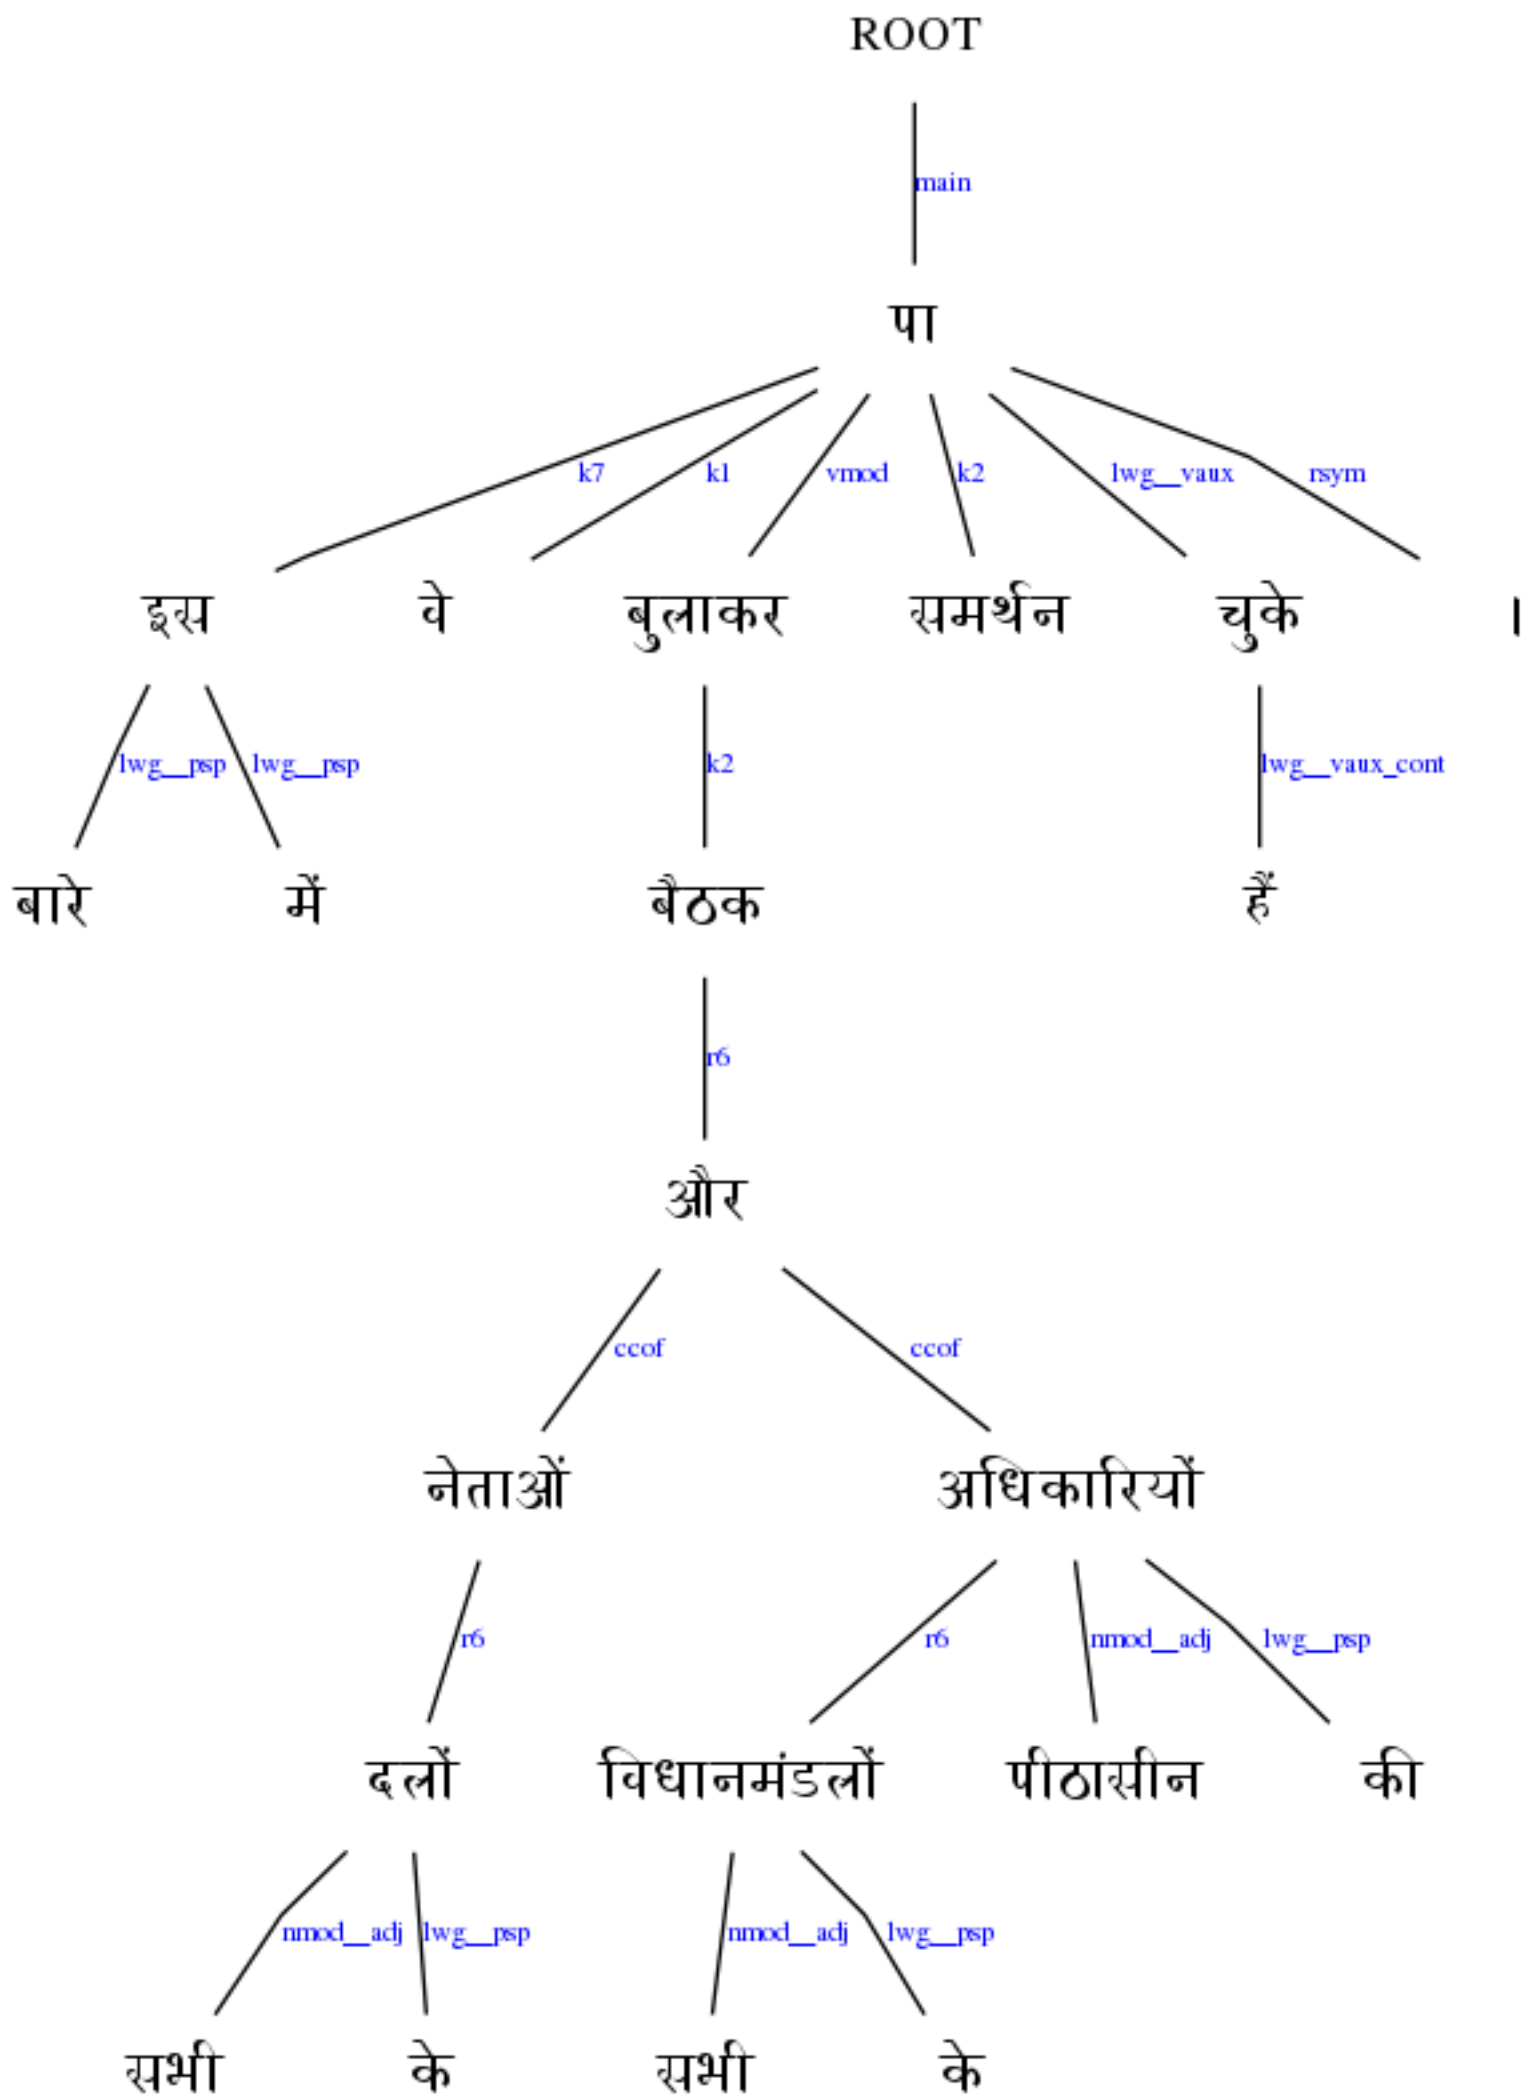 ROOT
main
पा
k7 k1 vmod k2 lwg__vaux rsym
इस वे बुलाकर समर्थन चुके ।
lwg__psp lwg__psp k2 lwg__vaux_cont
बारे में बैठक हैं
r6
और
ccof ccof
नेताओं अधिकारियों
r6 r6 nmod__adj lwg__psp
दलों विधानमंडलों पीठासीन की
nmod__adj lwg__psp nmod__adj lwg__psp
सभी के सभी के